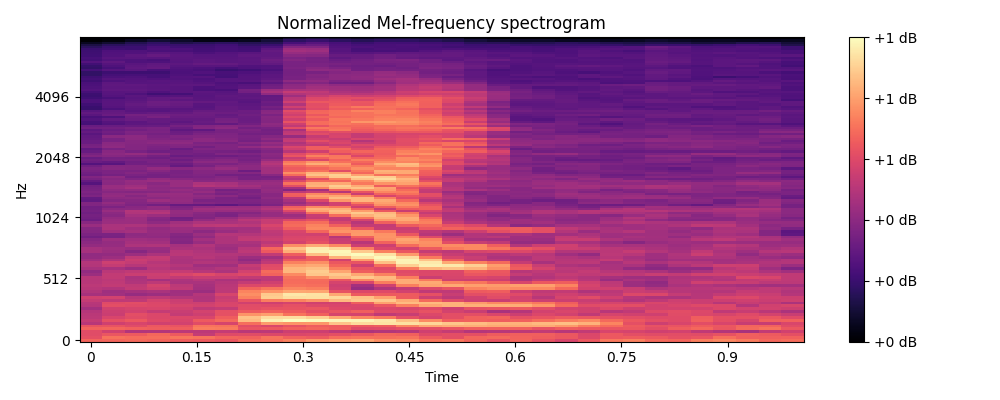 Normalized Mel-frequency spectrogram
Hz
4096
2048
1024
512
0
0 0.15 0.3 0.45 0.6 0.75 0.9
Time
+1 dB
+1 dB
+1 dB
+0 dB
+0 dB
+0 dB